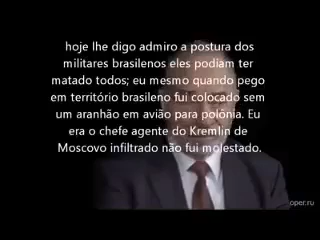 hoje lhe digo admiro a postura dos
militares brasilenos eles podiam ter
matado todos; eu mesmo quando pego
em território brasileno fui colocado sem
um aranhão em avião para polônia. Eu
era o chefe agente do Kremlin de
Moscovo infiltrado não fui molestado.
oper.ru